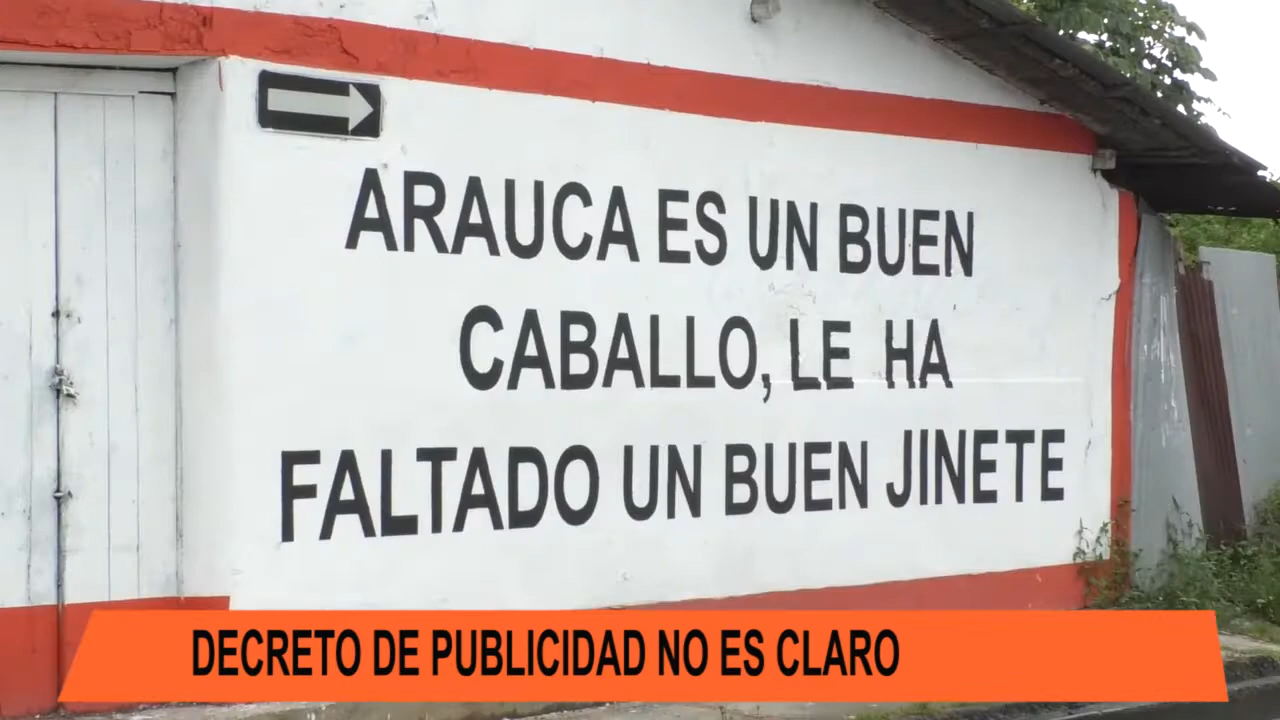 ARAUCA ES UN BUEN
CABALLO, LE HA
FALTADO UN BUEN JINETE
DECRETO DE PUBLICIDAD NO ES CLARO